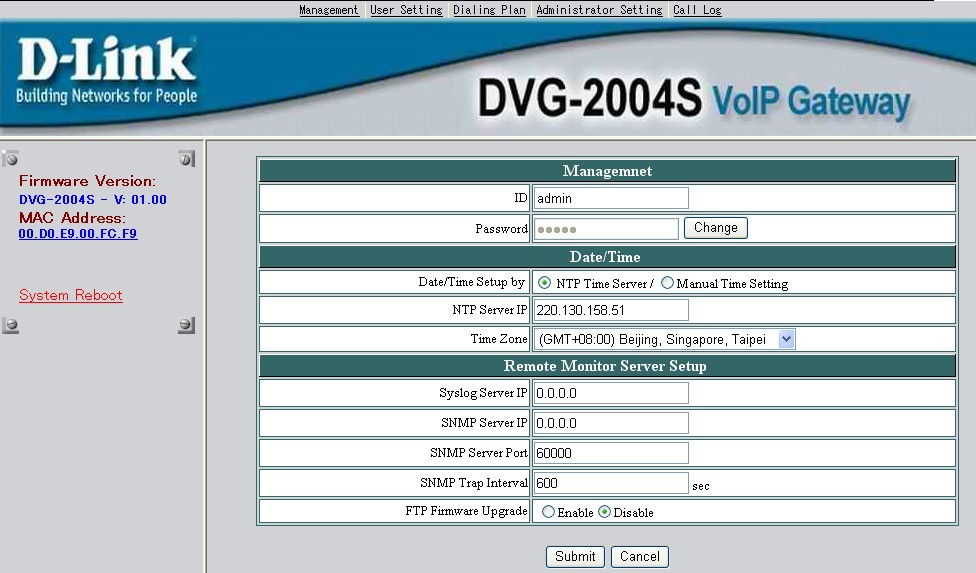 Management User Setting Dialing Plan Administrator Setting Call Log
D-Link
Building Networks for People
DVG-2004S VoIP Gateway
Firmware Version:
DVG-2004S - V: 01.00
MAC Address:
00.D0.E9.00.FC.F9
System Reboot
Managemnet
ID admin
Password ●●●●● Change
Date/Time
Date/Time Setup by NTP Time Server / Manual Time Setting
NTP Server IP 220.130.158.51
Time Zone (GMT+08:00) Beijing, Singapore, Taipei
Remote Monitor Server Setup
Syslog Server IP 0.0.0.0
SNMP Server IP 0.0.0.0
SNMP Server Port 60000
SNMP Trap Interval 600 sec
FTP Firmware Upgrade Enable Disable
Submit Cancel